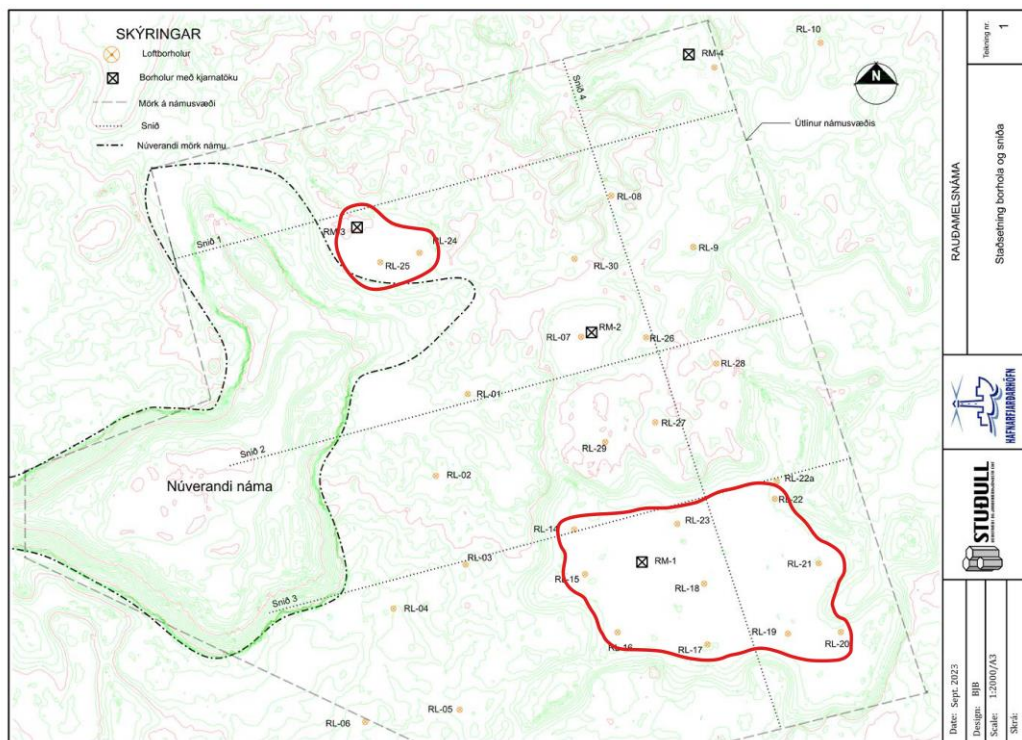 SKÝRINGAR
Loftborholur
Borholur með kjarnatöku
Mörk á námusvæði
Snið
Núverandi mörk námu
RL-10
RM-4
Snið 4
N
Útlínur námusvæðis
RL-08
RM-3
RL-24
Snið 1
RL-25
RL-9
RL-30
RM-2
RL-07
RL-26
RL-28
RL-01
RL-27
RL-29
Snið 2
RL-02
Núverandi náma
RL-22a
RL-22
RL-14
RL-23
RL-03
RM-1
RL-21
RL-15
RL-18
Snið 3
RL-04
RL-16
RL-17
RL-19
RL-20
RL-05
RL-06
Teikning nr.
1
RAUÐAMELSNÁMA
Staðsetning borhola og sniða
HAFNARFJARÐARHÖFN
STUÐULL
Date: Sept. 2023
Design: BJB
Scale: 1:2000/A3
Skrá: